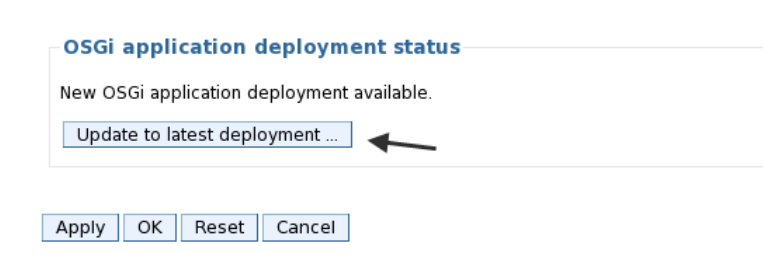 OSGi application deployment status
New OSGi application deployment available.
Update to latest deployment ...
Apply OK Reset Cancel